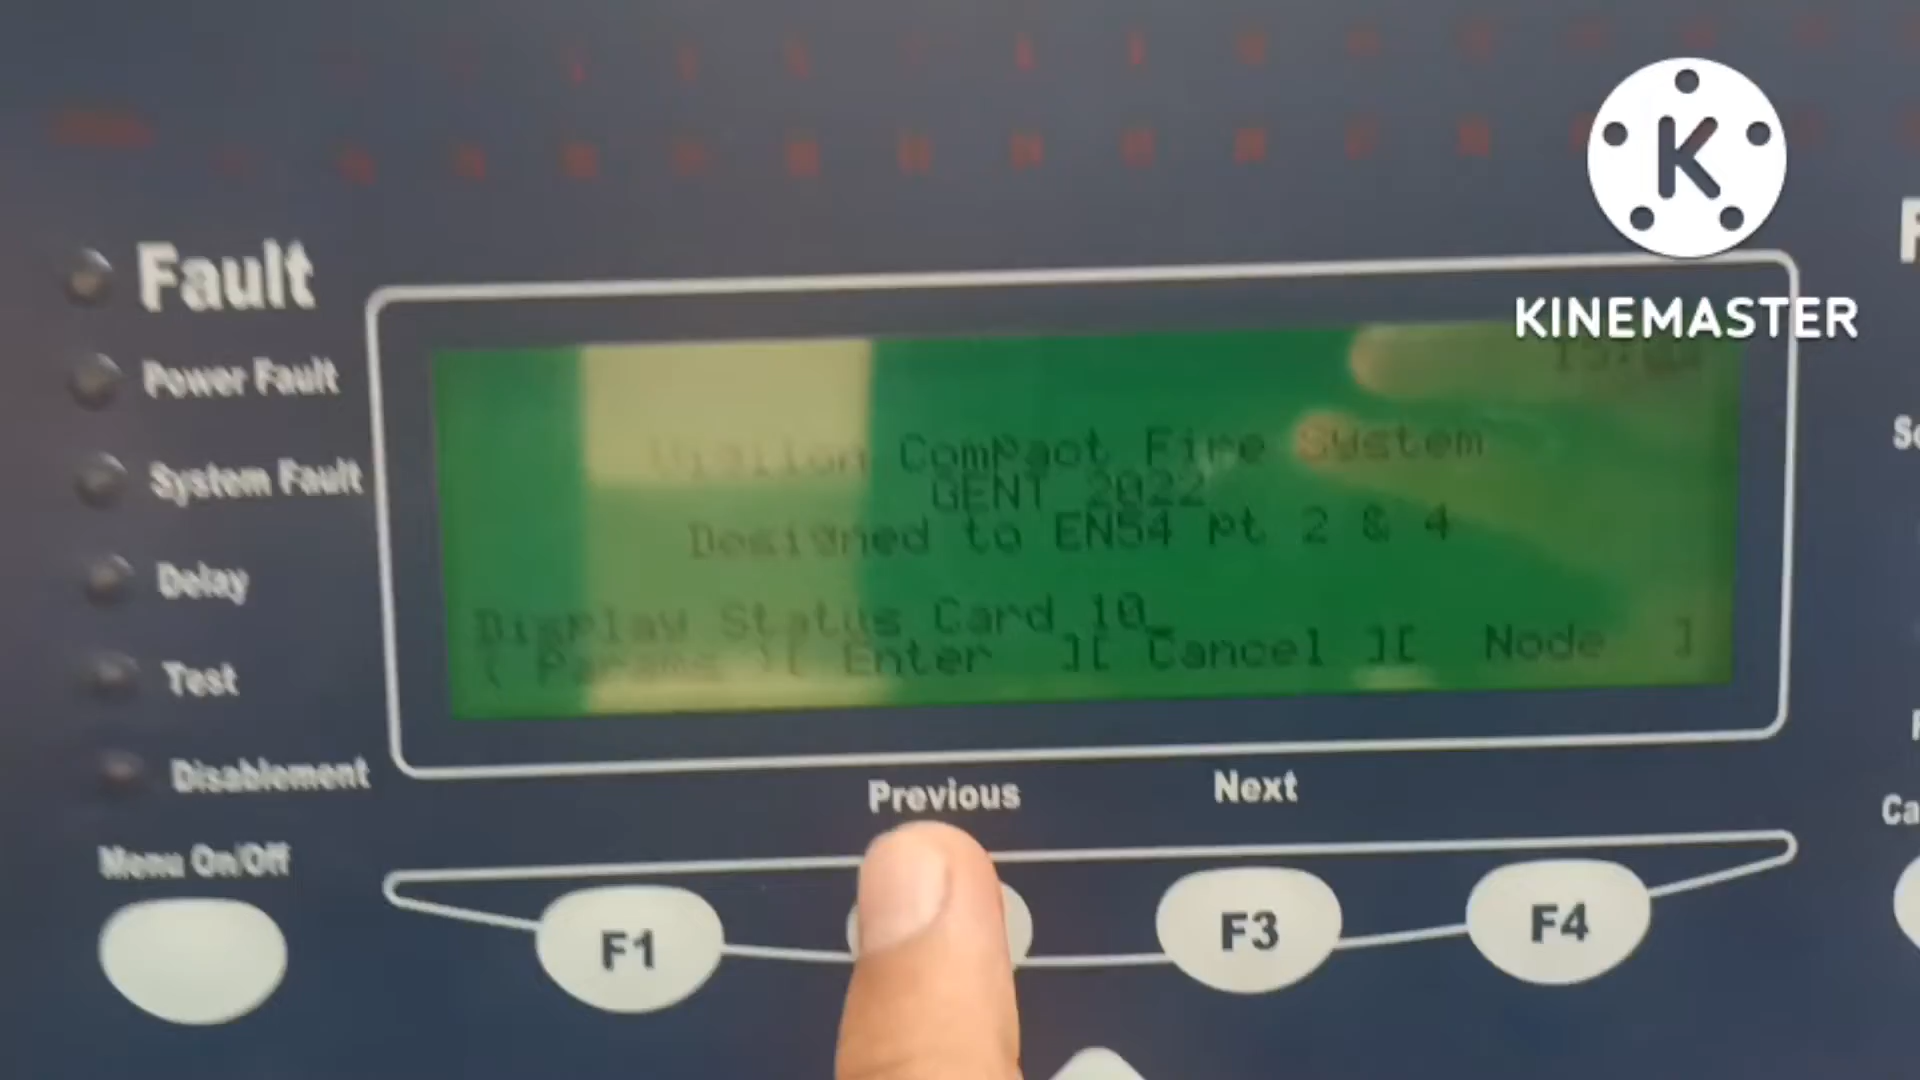 K
KINEMASTER
Fault
Power Fault
System Fault
Delay
Test
Disablement
Compact Fire System
GENT 2022
Designed to EN54 pt 2 & 4
Display Status Card 10_
Enter ][ Cancel ][ Node ]
Previous
Next
Menu On/Off
F1
F3
F4